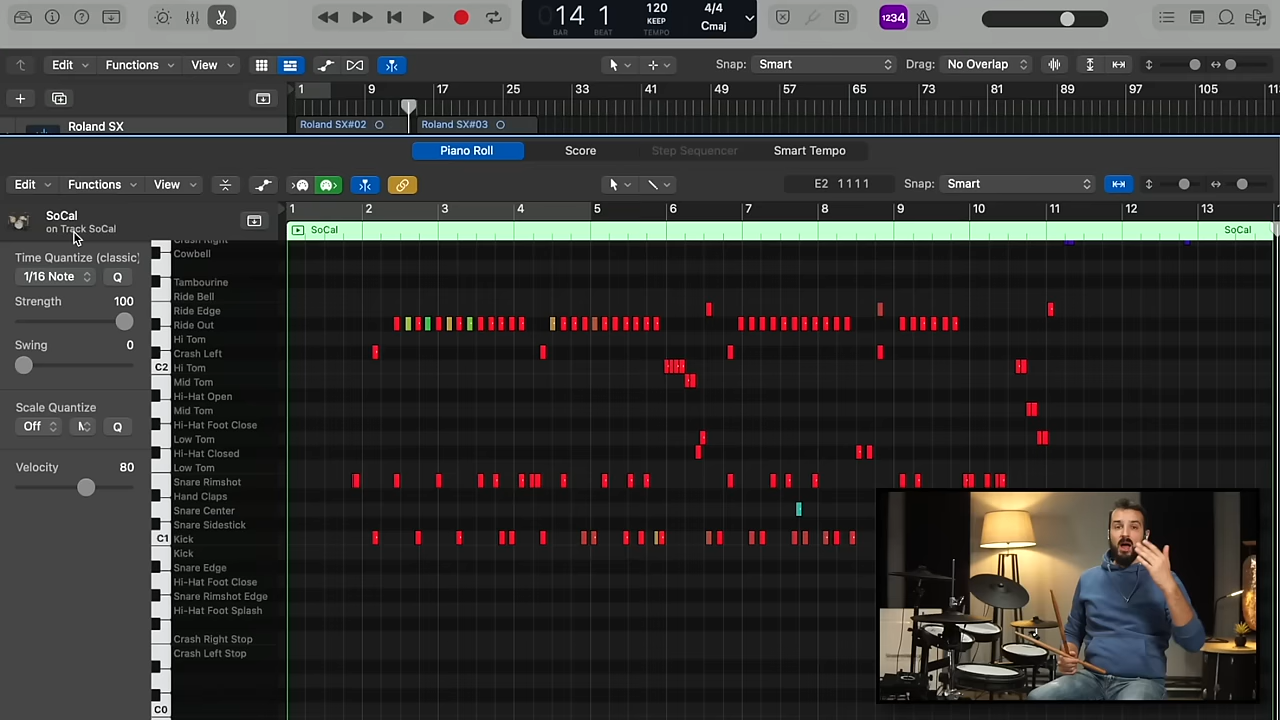 14 1
BAR BEAT
120
KEEP
TEMPO
4/4
Cmaj
1234
S
Edit Functions View Snap: Smart Drag: No Overlap
1 9 17 25 33 41 49 57 65 73 81 89 97 105
Roland SX
Roland SX#02 Roland SX#03
Piano Roll Score Step Sequencer Smart Tempo
Edit Functions View E2 1111 Snap: Smart
SoCal
on Track SoCal
1 2 3 4 5 6 7 8 9 10 11 12 13
SoCal SoCal
Time Quantize (classic)
1/16 Note Q
Strength 100
Swing 0
Scale Quantize
Off Q
Velocity 80
Crash Right
Cowbell
Tambourine
Ride Bell
Ride Edge
Ride Out
Hi Tom
Crash Left
C2 Hi Tom
Mid Tom
Hi-Hat Open
Mid Tom
Hi-Hat Foot Close
Low Tom
Hi-Hat Closed
Low Tom
Snare Rimshot
Hand Claps
Snare Center
Snare Sidestick
C1 Kick
Kick
Snare Edge
Hi-Hat Foot Close
Snare Rimshot Edge
Hi-Hat Foot Splash
Crash Right Stop
Crash Left Stop
C0